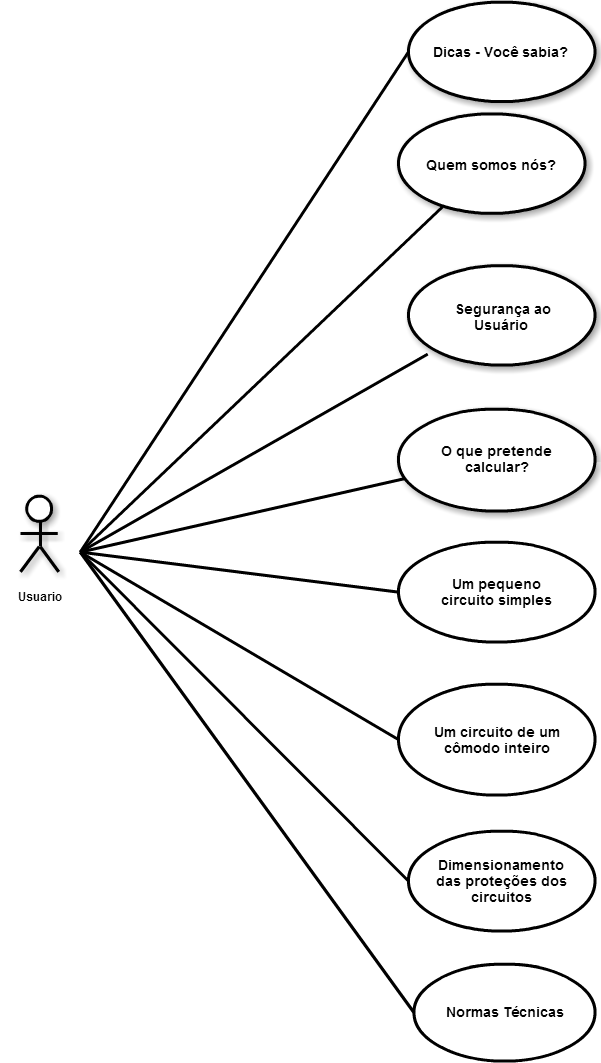 Dicas - Você sabia?
Quem somos nós?
Segurança ao
Usuário
O que pretende
calcular?
Usuario
Um pequeno
circuito simples
Um circuito de um
cômodo inteiro
Dimensionamento
das proteções dos
circuitos
Normas Técnicas